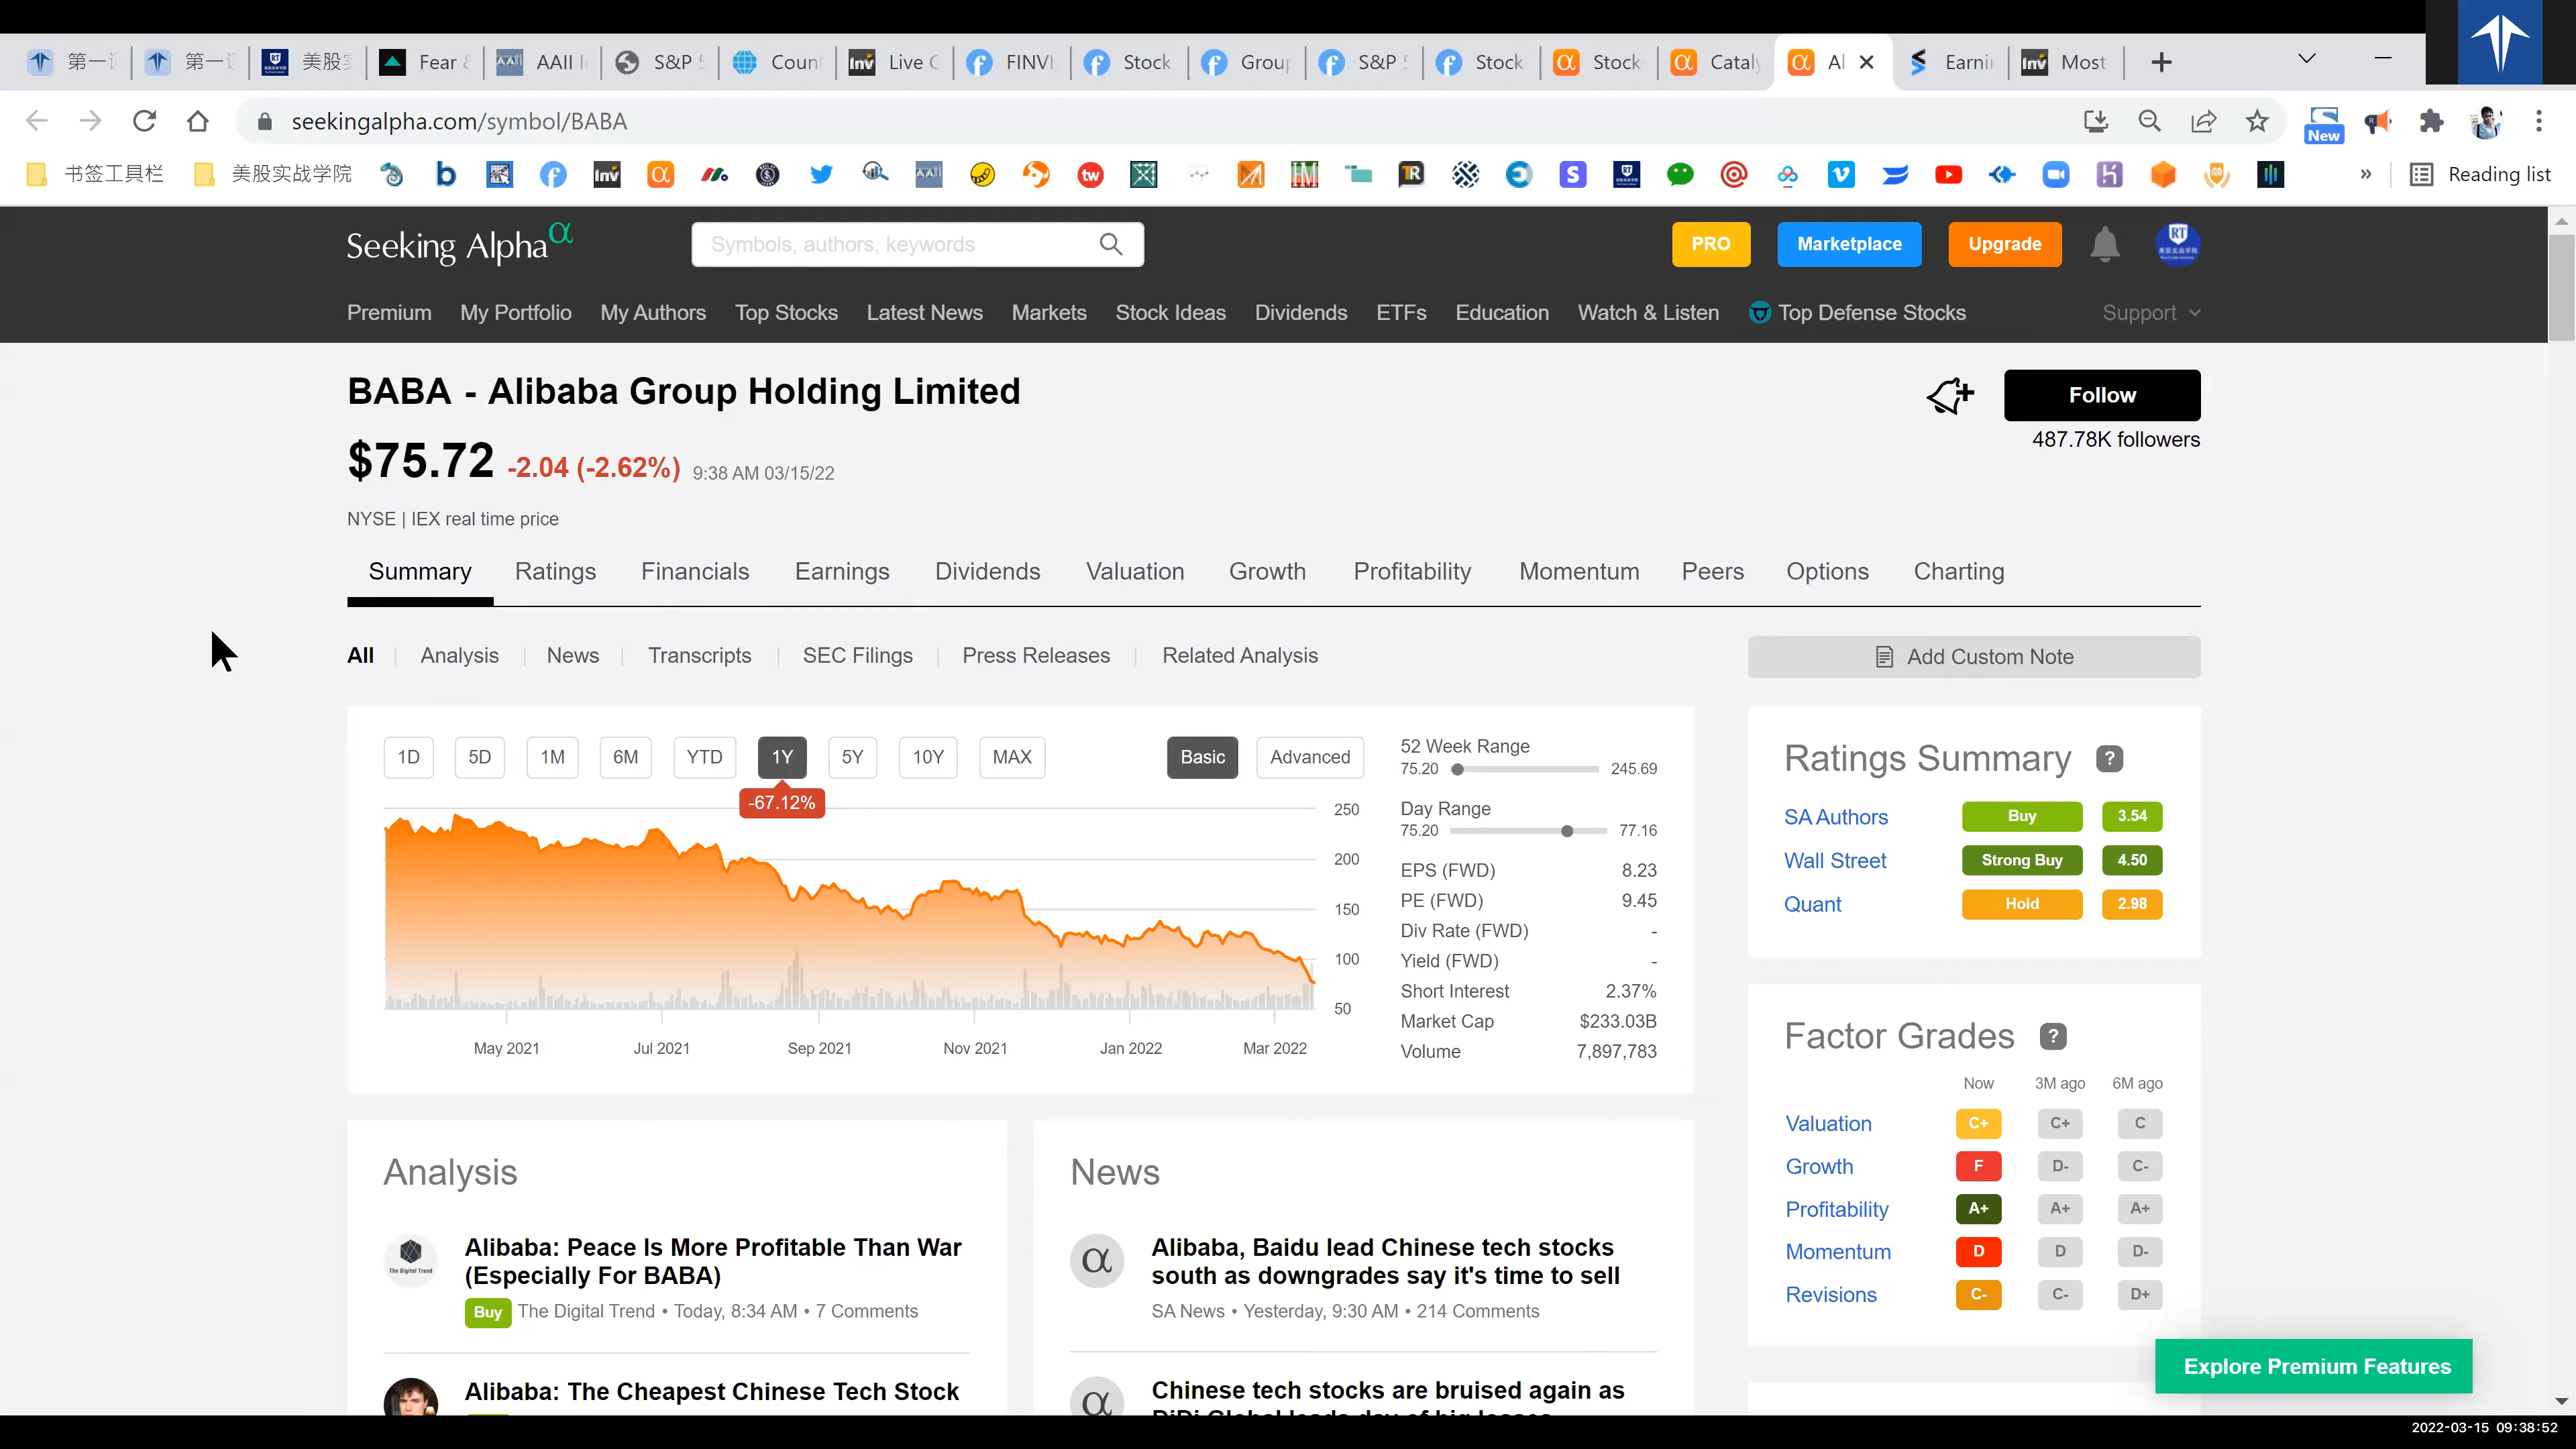 第一
第一
美股
Fear &
AAII I
S&P 5
Coun
Live C
FINVI
Stock
Group
S&P 5
Stock
Stock
Cataly
Al
Earni
Most
seekingalpha.com/symbol/BABA
New
书签工具栏
美股实战学院
Reading list
Seeking Alpha α
Symbols, authors, keywords
PRO
Marketplace
Upgrade
Premium My Portfolio My Authors Top Stocks Latest News Markets Stock Ideas Dividends ETFs Education Watch & Listen Top Defense Stocks Support
BABA - Alibaba Group Holding Limited
Follow
487.78K followers
$75.72 -2.04 (-2.62%) 9:38 AM 03/15/22
NYSE | IEX real time price
Summary Ratings Financials Earnings Dividends Valuation Growth Profitability Momentum Peers Options Charting
All Analysis News Transcripts SEC Filings Press Releases Related Analysis
Add Custom Note
1D 5D 1M 6M YTD 1Y 5Y 10Y MAX
Basic Advanced
-67.12%
250
200
150
100
50
May 2021 Jul 2021 Sep 2021 Nov 2021 Jan 2022 Mar 2022
52 Week Range
75.20 245.69
Day Range
75.20 77.16
EPS (FWD) 8.23
PE (FWD) 9.45
Div Rate (FWD) -
Yield (FWD) -
Short Interest 2.37%
Market Cap $233.03B
Volume 7,897,783
Ratings Summary ?
SA Authors Buy 3.54
Wall Street Strong Buy 4.50
Quant Hold 2.98
Factor Grades ?
Now 3M ago 6M ago
Valuation C+ C+ C
Growth F D- C-
Profitability A+ A+ A+
Momentum D D D-
Revisions C- C- D+
Analysis
Alibaba: Peace Is More Profitable Than War
(Especially For BABA)
Buy The Digital Trend • Today, 8:34 AM • 7 Comments
Alibaba: The Cheapest Chinese Tech Stock
News
Alibaba, Baidu lead Chinese tech stocks
south as downgrades say it's time to sell
SA News • Yesterday, 9:30 AM • 214 Comments
Chinese tech stocks are bruised again as
DiDi Global leads day of big losses
Explore Premium Features
2022-03-15 09:38:52